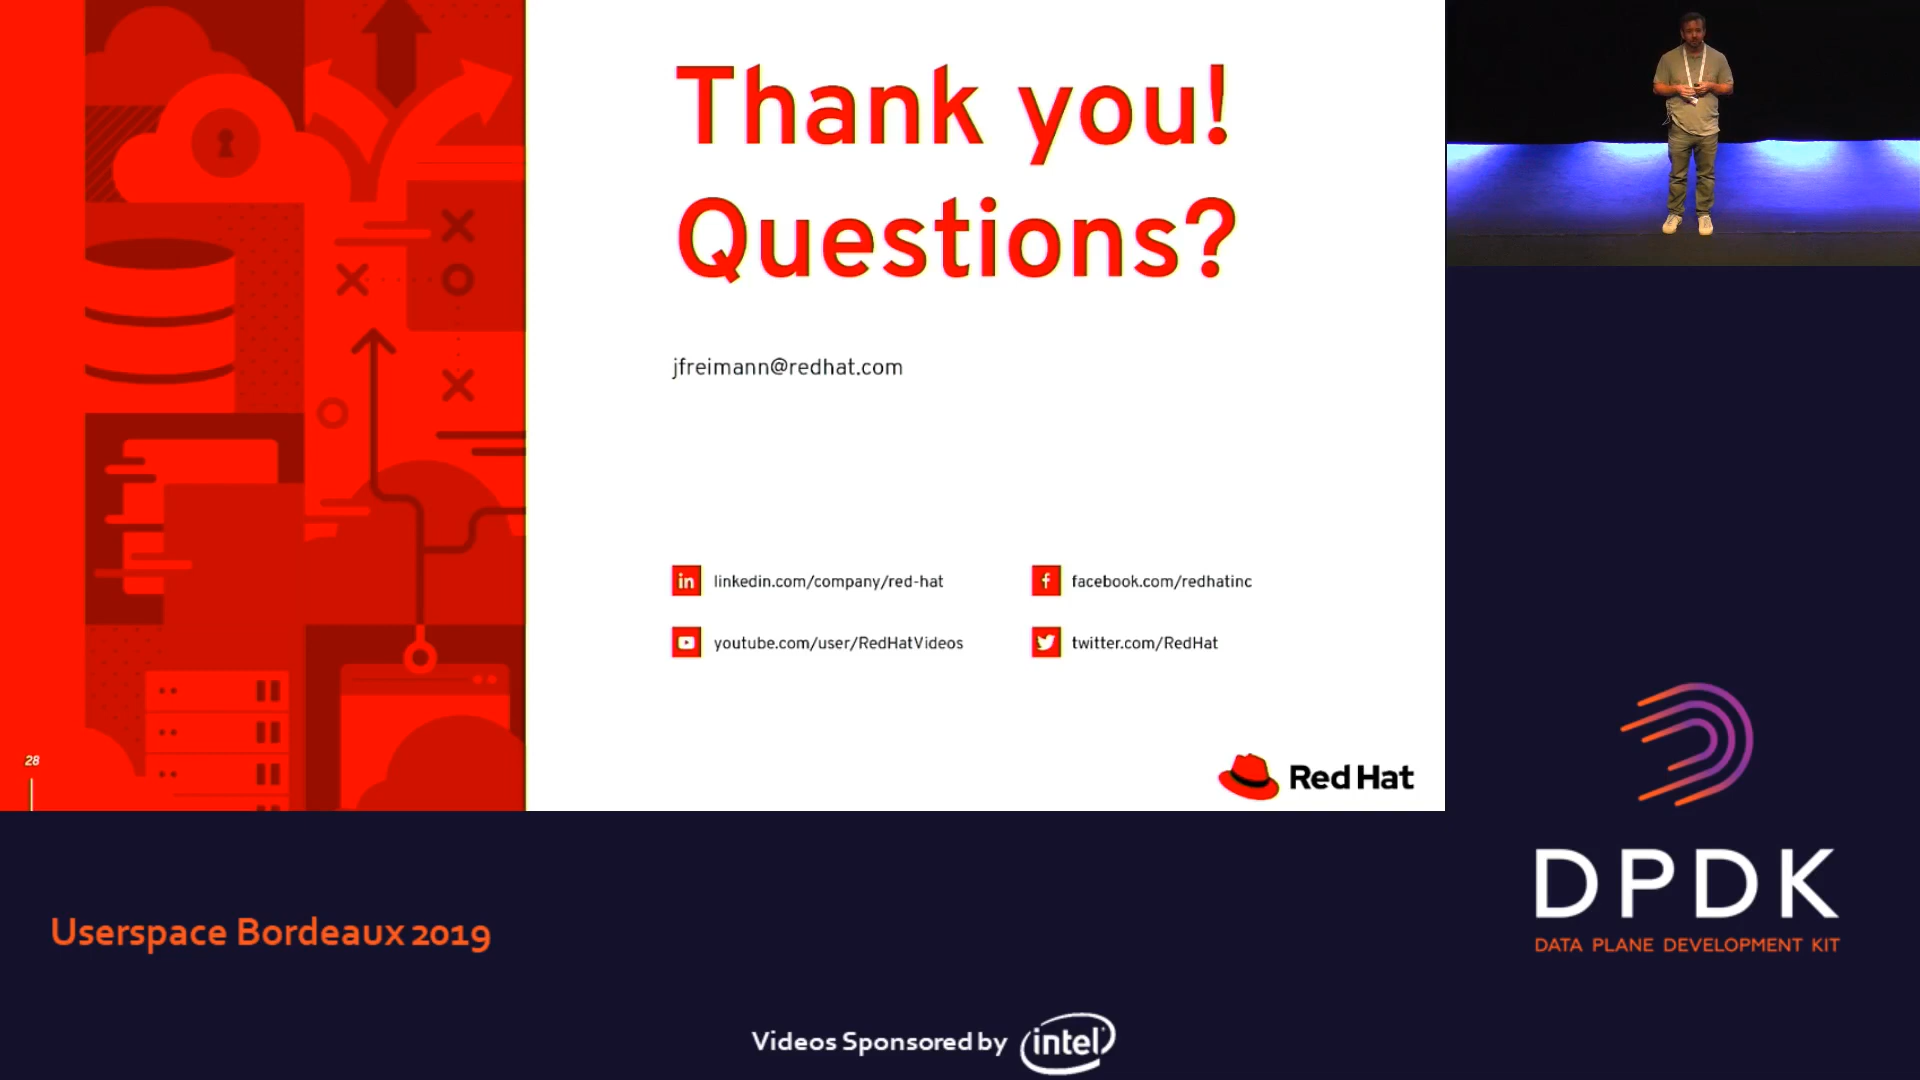 Thank you!
Questions?
jfreimann@redhat.com
in linkedin.com/company/red-hat
f facebook.com/redhatinc
youtube.com/user/RedHatVideos
twitter.com/RedHat
28
Red Hat
DPDK
DATA PLANE DEVELOPMENT KIT
Userspace Bordeaux 2019
Videos Sponsored by intel